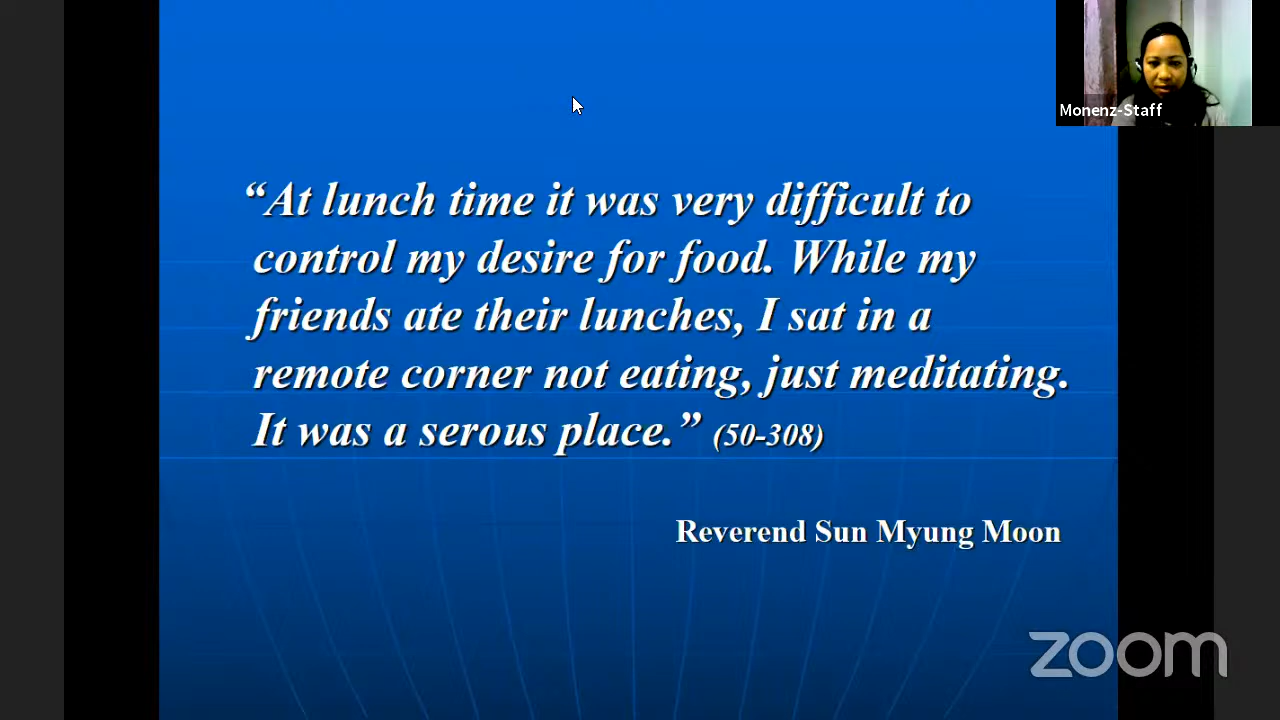 Monenz-Staff
“At lunch time it was very difficult to
control my desire for food. While my
friends ate their lunches, I sat in a
remote corner not eating, just meditating.
It was a serous place.” (50-308)
Reverend Sun Myung Moon
zoom